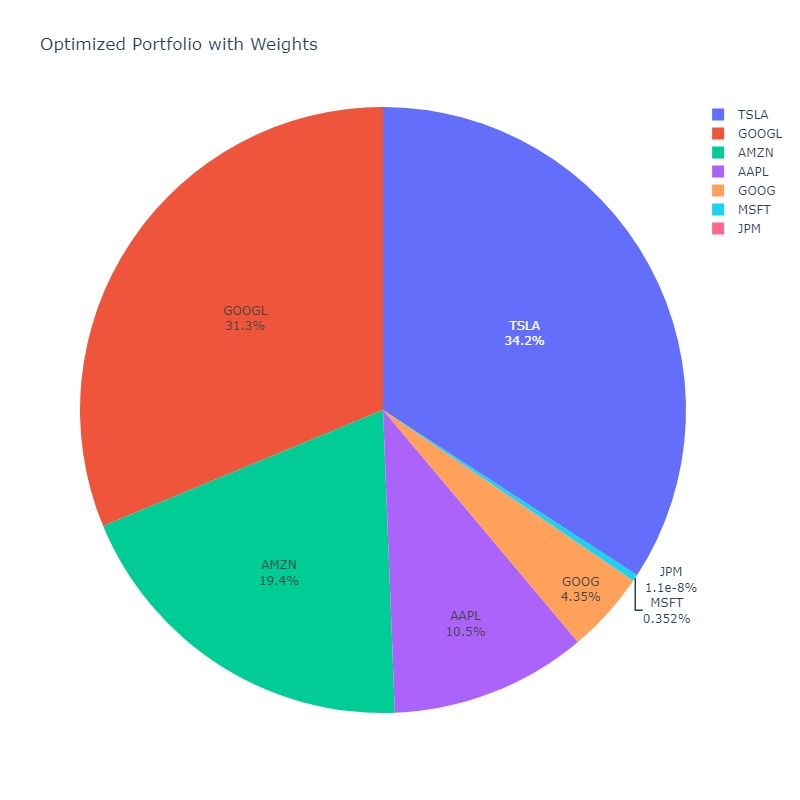 Optimized Portfolio with Weights
TSLA
GOOGL
AMZN
AAPL
GOOG
MSFT
JPM
GOOGL
31.3%
TSLA
34.2%
AMZN
19.4%
AAPL
10.5%
GOOG
4.35%
JPM
1.1e-8%
MSFT
0.352%